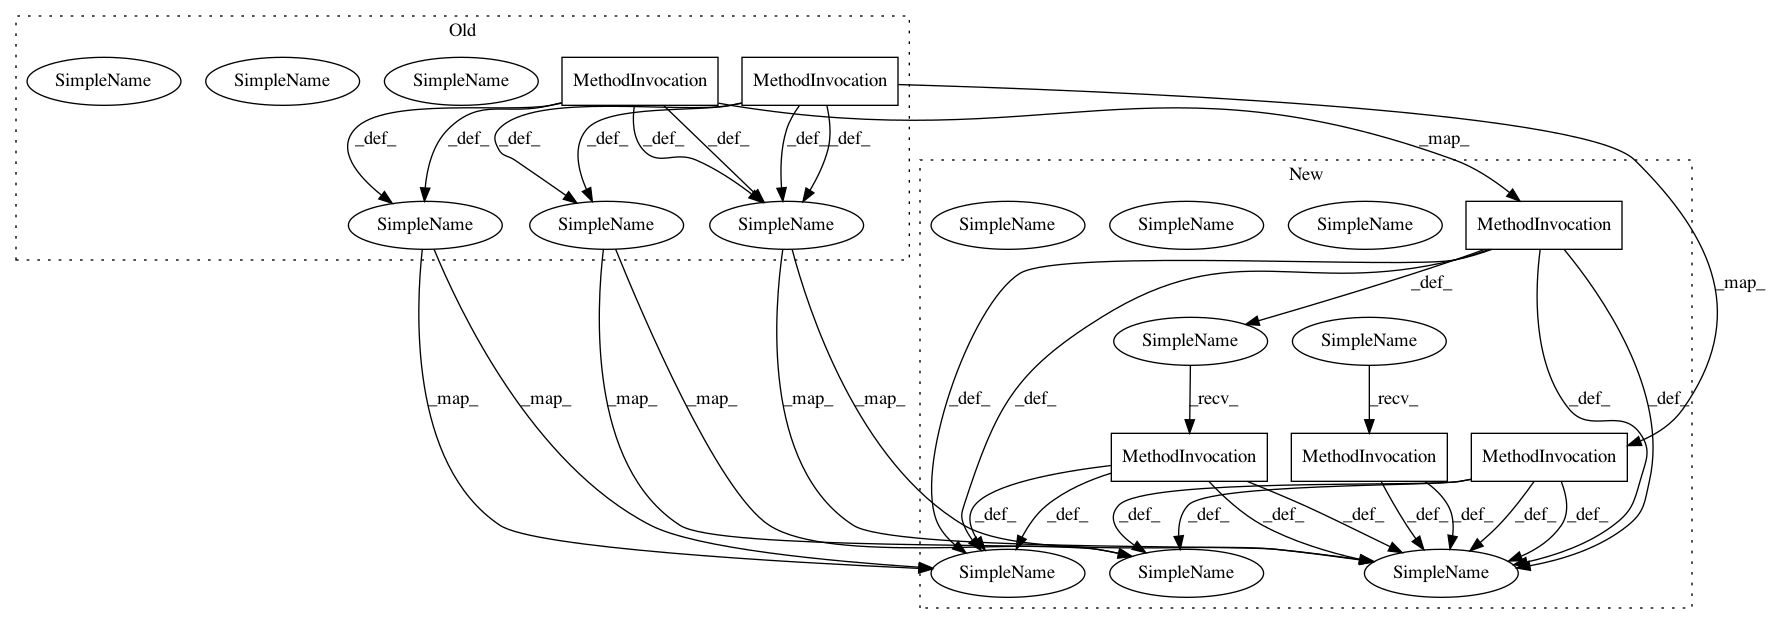 Old
SimpleName SimpleName SimpleName MethodInvocation MethodInvocation
_def_ _def_ _def_ _def_ _def_ _def_ _def_ _def_ _map_
New
SimpleName SimpleName SimpleName SimpleName SimpleName SimpleName MethodInvocation
_def_ _map_
SimpleName SimpleName
_map_ _map_ _map_ _map_ _map_ _map_ _def_ _def_ _recv_ _recv_ _def_ _def_
MethodInvocation MethodInvocation MethodInvocation
_def_ _def_ _def_ _def_ _def_ _def_ _def_ _def_ _def_ _def_
SimpleName SimpleName SimpleName